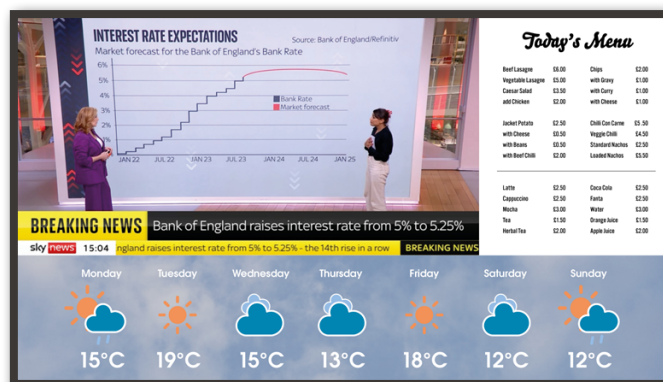 INTEREST RATE EXPECTATIONS
Source: Bank of England/Refinitiv
Market forecast for the Bank of England's Bank Rate
6%
5%
4%
3%
2%
1%
Bank Rate
Market forecast
JAN 22 JUL 22 JAN 23 JUL 23 JAN 24 JUL 24 JAN 25
BREAKING NEWS Bank of England raises interest rate from 5% to 5.25%
sky news 15:04 ngland raises interest rate from 5% to 5.25% - the 14th rise in a row BREAKING NEWS
Today's Menu
Beef Lasagne £6.00 Chips £2.00
Vegetable Lasagne £5.00 with Gravy £1.00
Caesar Salad £3.50 with Curry £1.00
add Chicken £2.00 with Cheese £1.00
Jacket Potato £2.50 Chilli Con Carne £5.50
with Cheese £0.50 Veggie Chilli £4.50
with Beans £0.50 Standard Nachos £2.50
with Beef Chilli £2.00 Loaded Nachos £5.50
Latte £2.50 Coca Cola £2.50
Cappuccino £2.50 Fanta £2.50
Mocha £3.00 Water £3.00
Tea £1.50 Orange Juice £1.50
Herbal Tea £2.00 Apple Juice £2.00
Monday Tuesday Wednesday Thursday Friday Saturday Sunday
15°C 19°C 15°C 13°C 18°C 12°C 12°C